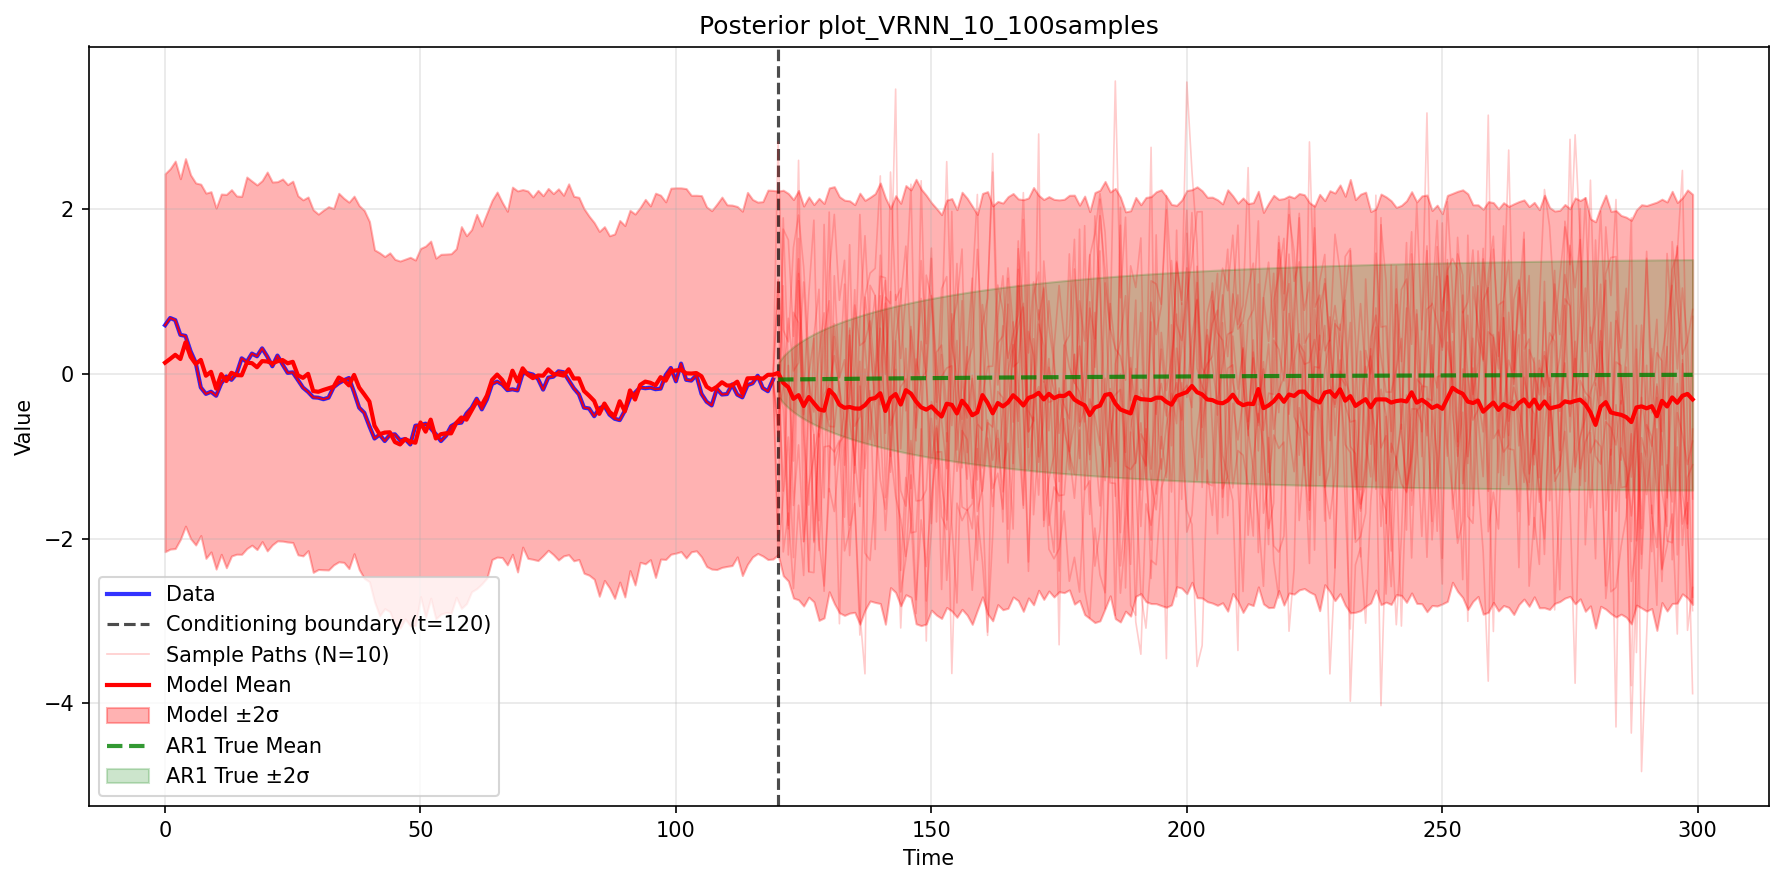 Posterior plot_VRNN_10_100samples
Value
2
0
−2
−4
Data
Conditioning boundary (t=120)
Sample Paths (N=10)
Model Mean
Model ±2σ
AR1 True Mean
AR1 True ±2σ
0 50 100 150 200 250 300
Time